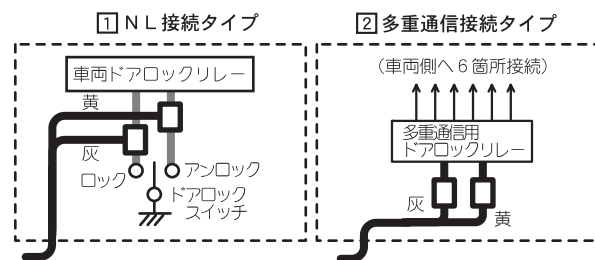 1 NL接続タイプ
車両ドアロックリレー
黄
灰
ロック
アンロック
ドアロック
スイッチ
2 多重通信接続タイプ
(車両側へ6箇所接続)
多重通信用
ドアロックリレー
灰
黄